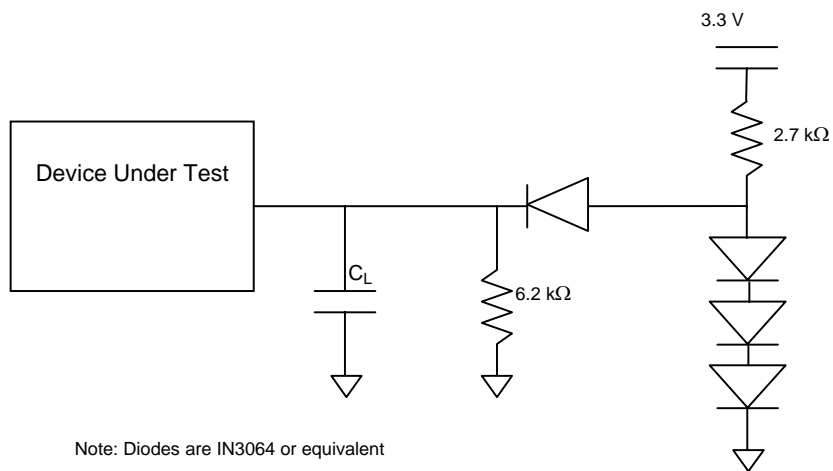 3.3 V
2.7 kΩ
Device Under Test
CL
6.2 kΩ
Note: Diodes are IN3064 or equivalent